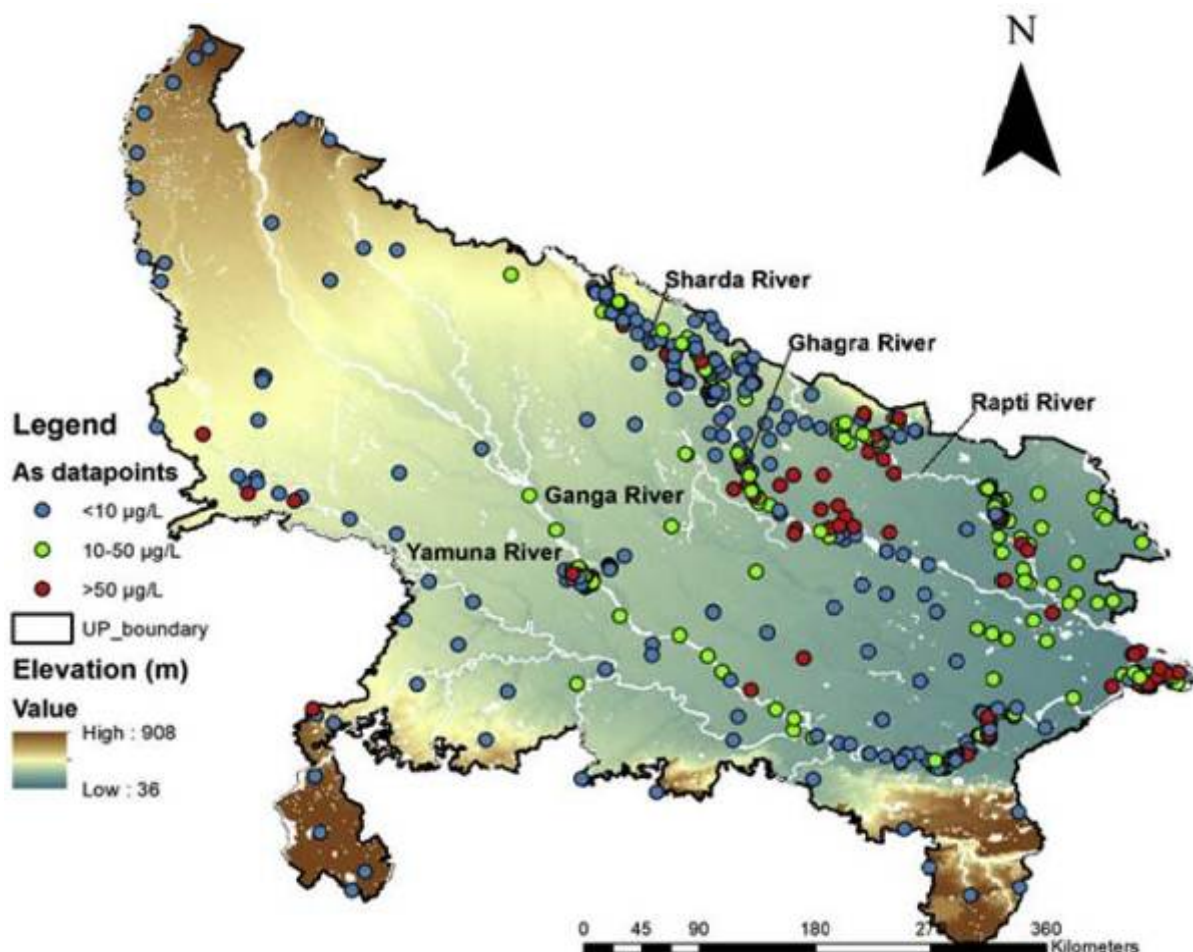 N
Sharda River
Ghagra River
Rapti River
Legend
As datapoints
<10 µg/L
10-50 µg/L
>50 µg/L
UP_boundary
Ganga River
Yamuna River
Elevation (m)
Value
High : 908
Low : 36
0 45 90 180 270 360
Kilometers